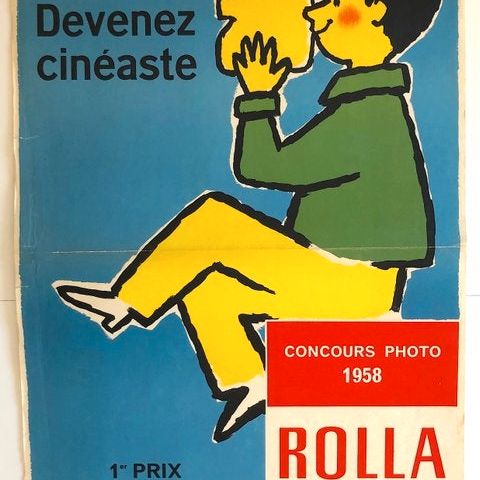 Devenez
cinéaste
CONCOURS PHOTO
1958
1er PRIX
ROLLA